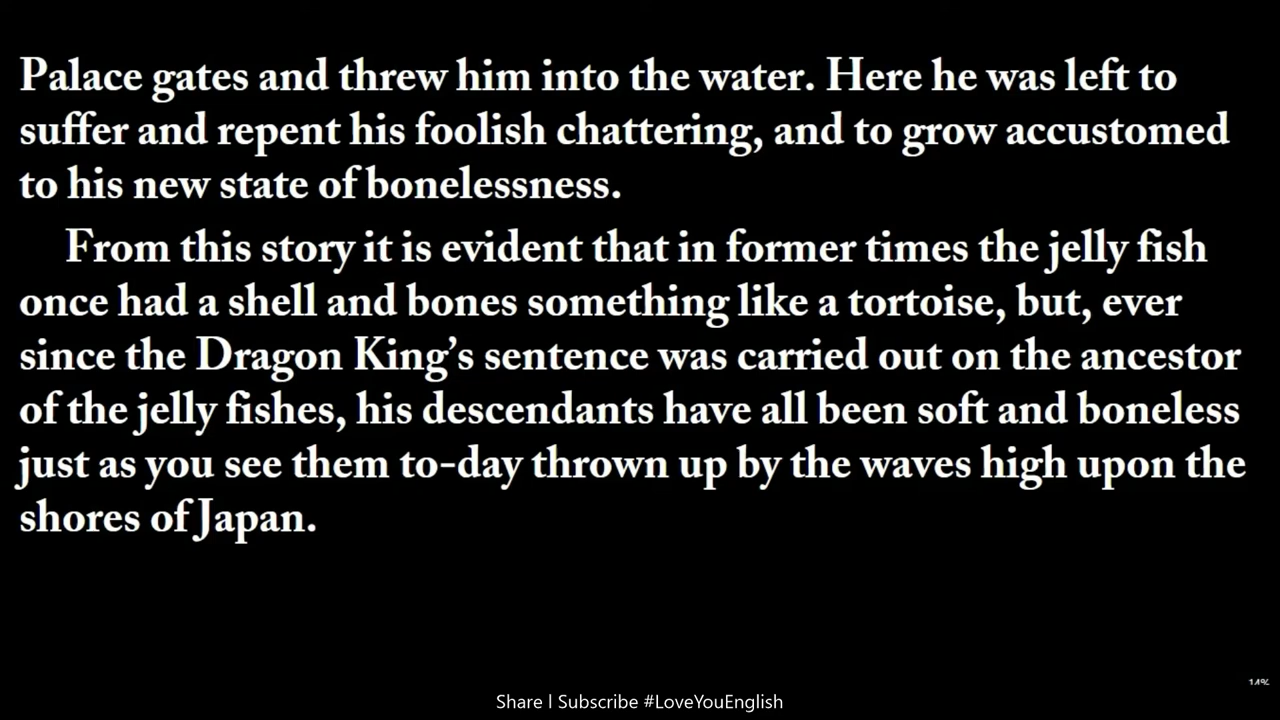 Palace gates and threw him into the water. Here he was left to
suffer and repent his foolish chattering, and to grow accustomed
to his new state of bonelessness.
From this story it is evident that in former times the jelly fish
once had a shell and bones something like a tortoise, but, ever
since the Dragon King’s sentence was carried out on the ancestor
of the jelly fishes, his descendants have all been soft and boneless
just as you see them to-day thrown up by the waves high upon the
shores of Japan.
14%
Share | Subscribe #LoveYouEnglish